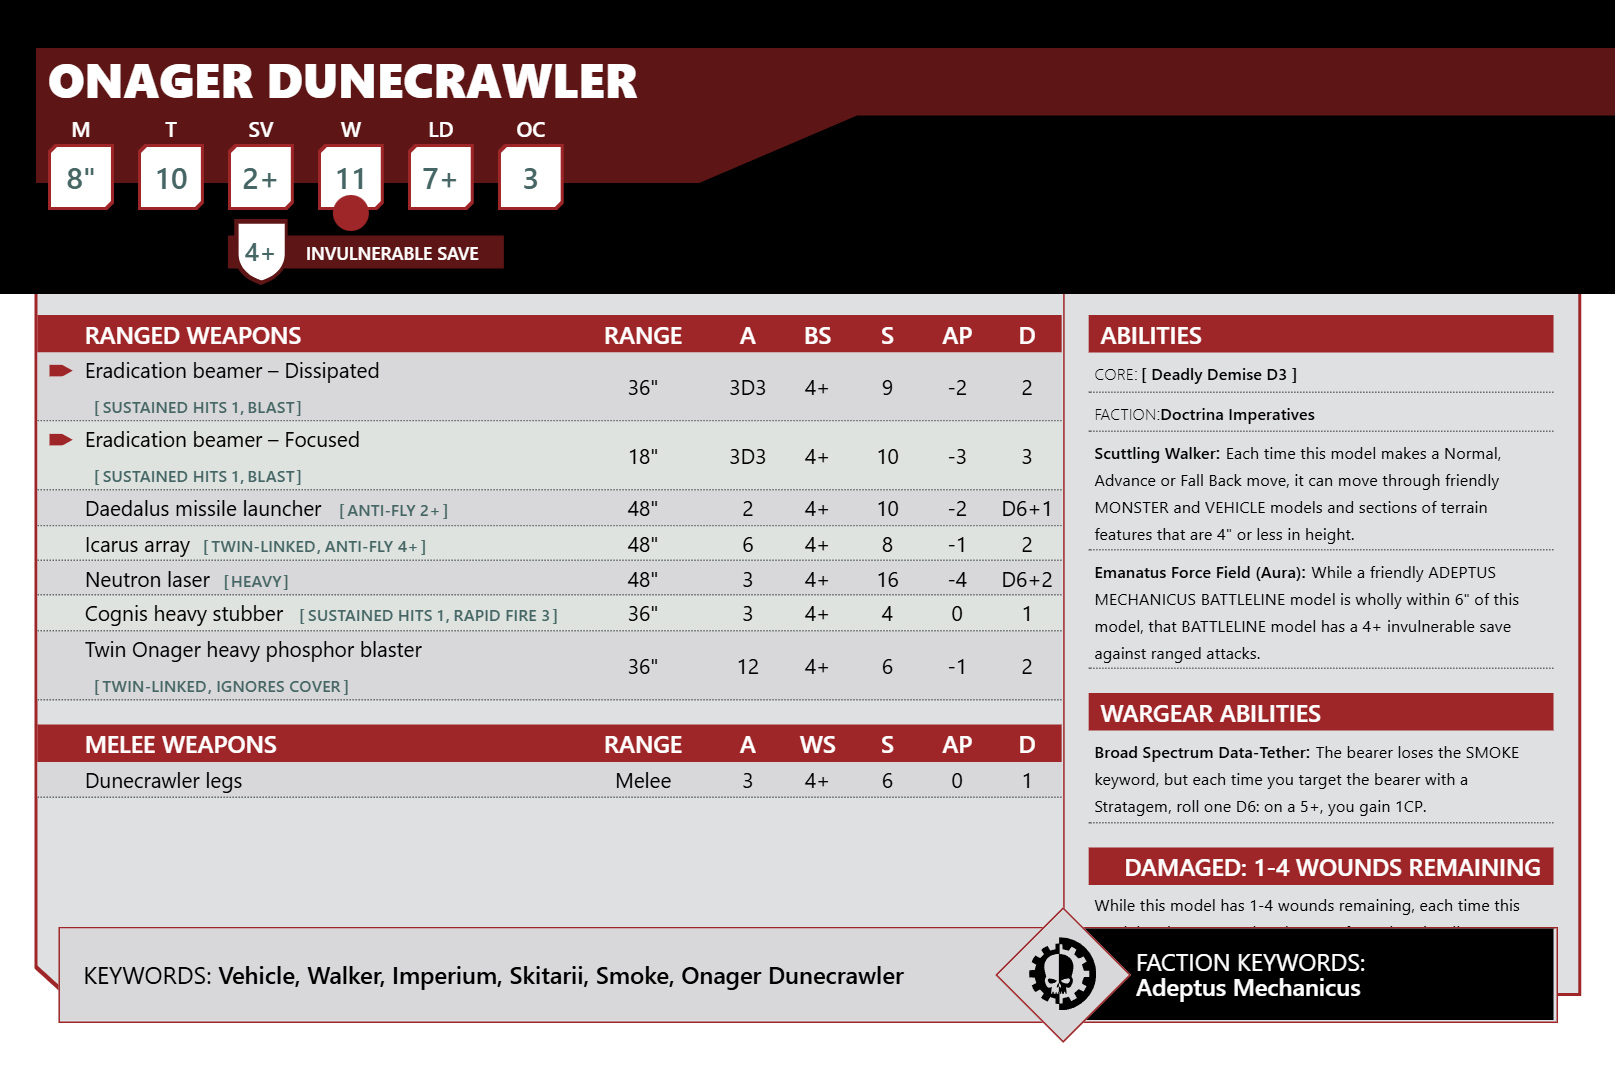 ONAGER DUNECRAWLER
M T SV W LD OC
8" 10 2+ 11 7+ 3
4+ INVULNERABLE SAVE
RANGED WEAPONS RANGE A BS S AP D
Eradication beamer – Dissipated
[SUSTAINED HITS 1, BLAST]
36" 3D3 4+ 9 -2 2
Eradication beamer – Focused
[SUSTAINED HITS 1, BLAST]
18" 3D3 4+ 10 -3 3
Daedalus missile launcher [ANTI-FLY 2+] 48" 2 4+ 10 -2 D6+1
Icarus array [TWIN-LINKED, ANTI-FLY 4+] 48" 6 4+ 8 -1 2
Neutron laser [HEAVY] 48" 3 4+ 16 -4 D6+2
Cognis heavy stubber [SUSTAINED HITS 1, RAPID FIRE 3] 36" 3 4+ 4 0 1
Twin Onager heavy phosphor blaster
[TWIN-LINKED, IGNORES COVER]
36" 12 4+ 6 -1 2
MELEE WEAPONS RANGE A WS S AP D
Dunecrawler legs Melee 3 4+ 6 0 1
ABILITIES
CORE: [ Deadly Demise D3 ]
FACTION:Doctrina Imperatives
Scuttling Walker: Each time this model makes a Normal,
Advance or Fall Back move, it can move through friendly
MONSTER and VEHICLE models and sections of terrain
features that are 4" or less in height.
Emanatus Force Field (Aura): While a friendly ADEPTUS
MECHANICUS BATTLELINE model is wholly within 6" of this
model, that BATTLELINE model has a 4+ invulnerable save
against ranged attacks.
WARGEAR ABILITIES
Broad Spectrum Data-Tether: The bearer loses the SMOKE
keyword, but each time you target the bearer with a
Stratagem, roll one D6: on a 5+, you gain 1CP.
DAMAGED: 1-4 WOUNDS REMAINING
While this model has 1-4 wounds remaining, each time this
KEYWORDS: Vehicle, Walker, Imperium, Skitarii, Smoke, Onager Dunecrawler
FACTION KEYWORDS:
Adeptus Mechanicus